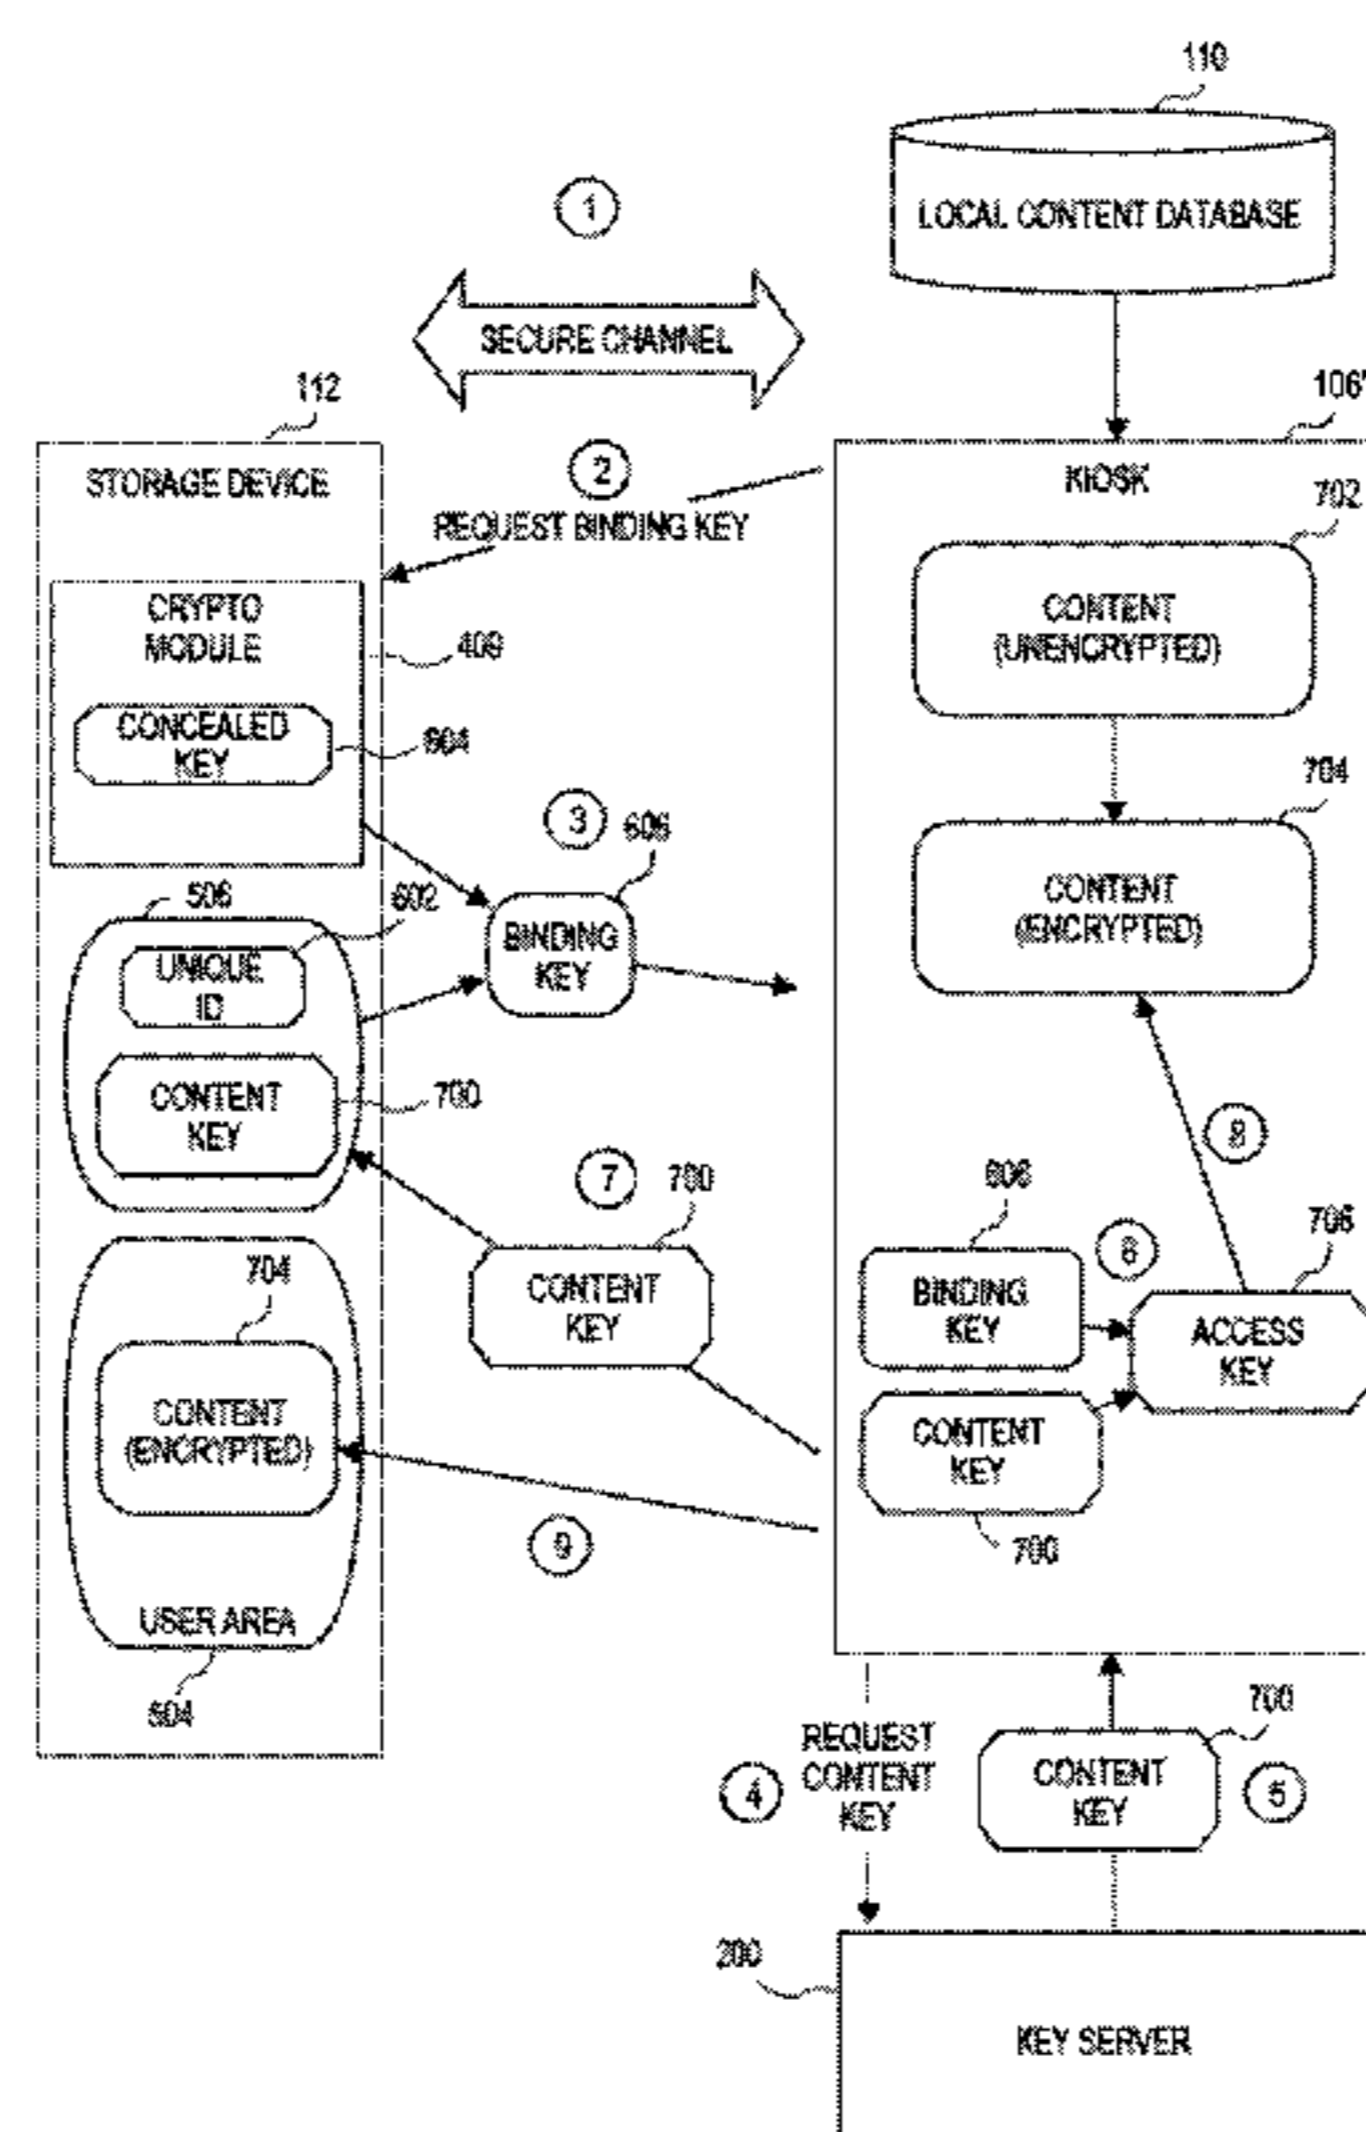 110
LOCAL CONTENT DATABASE
1
SECURE CHANNEL
112
106'
STORAGE DEVICE
2
REQUEST BINDING KEY
KIOSK
702
CRYPTO
MODULE
409
CONTENT
(UNENCRYPTED)
CONCEALED
KEY
604
704
3
606
CONTENT
(ENCRYPTED)
506
602
BINDING
KEY
UNIQUE
ID
CONTENT
KEY
700
8
7
700
606
6
706
CONTENT
KEY
BINDING
KEY
ACCESS
KEY
704
CONTENT
(ENCRYPTED)
CONTENT
KEY
700
9
USER AREA
504
REQUEST
CONTENT
KEY
4
700
CONTENT
KEY
5
200
KEY SERVER